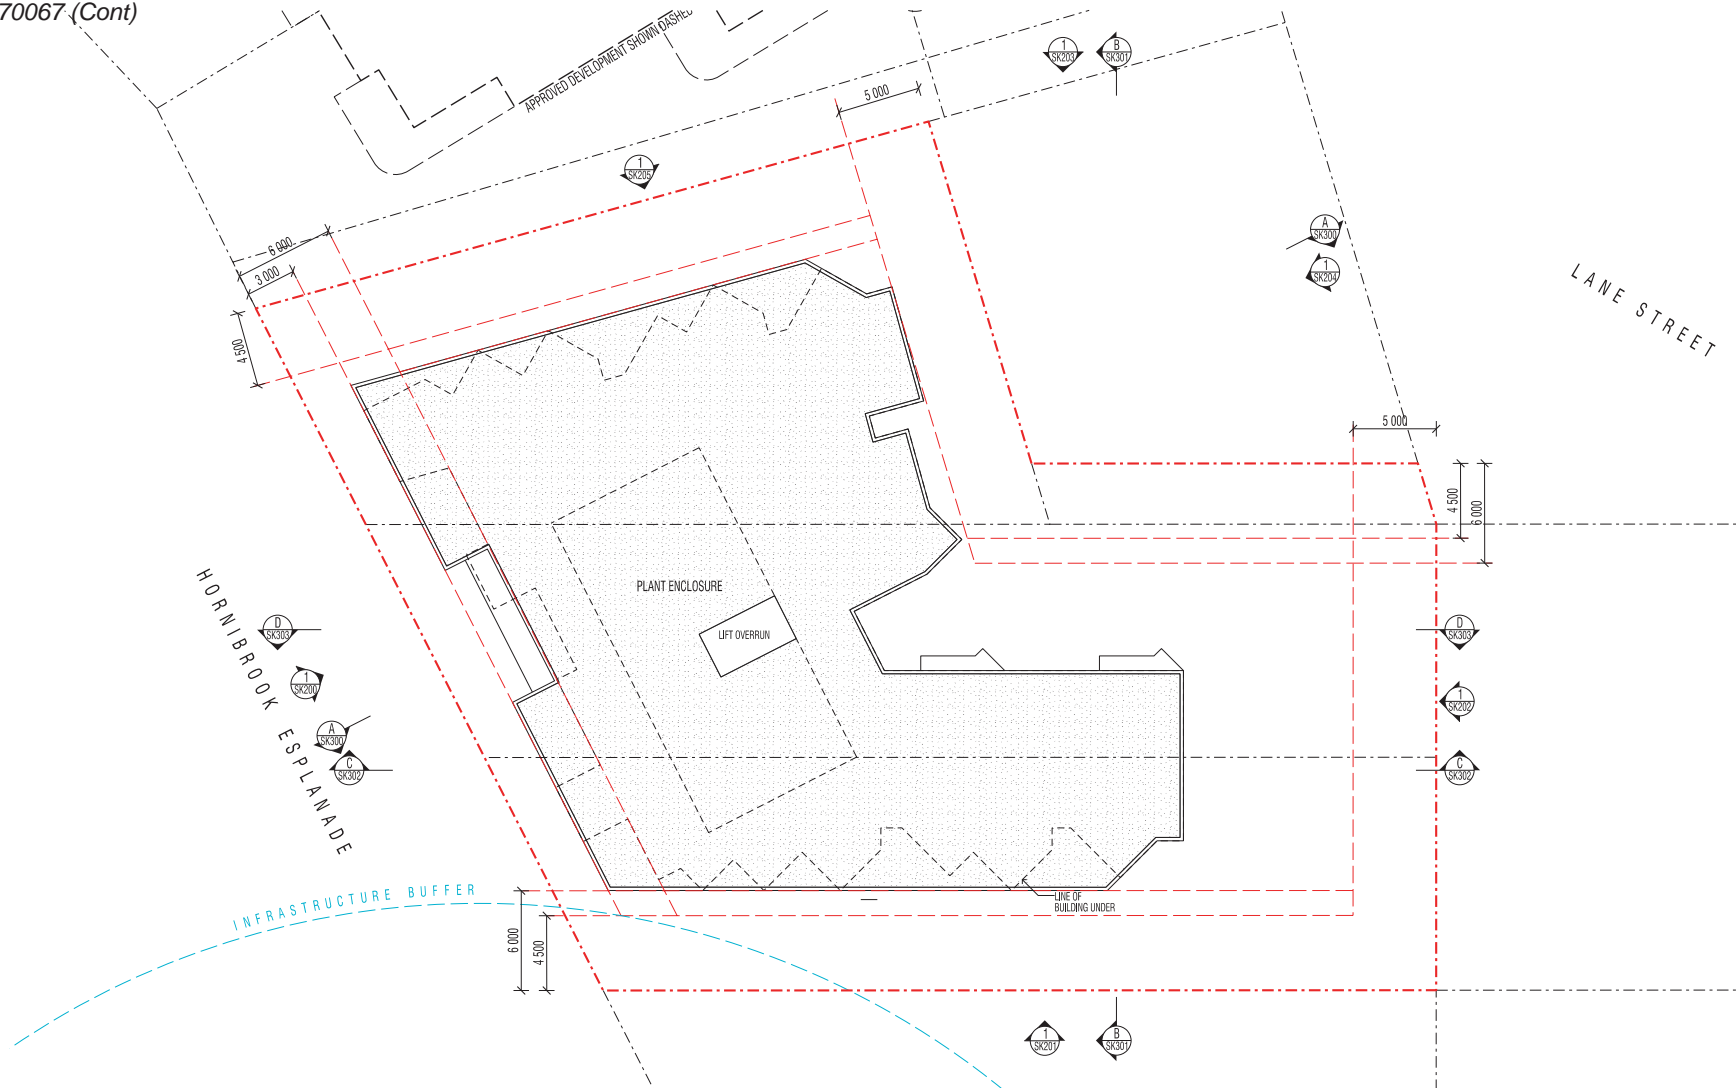 70067 (Cont)
APPROVED DEVELOPMENT SHOWN DASHED
1
SK203
B
SK301
5 000
1
SK205
A
SK300
1
SK204
LANE STREET
6 000
3 000
4 500
5 000
4 500
6 000
PLANT ENCLOSURE
LIFT OVERRUN
HORNIBROOK ESPLANADE
D
SK303
1
SK200
A
SK300
C
SK302
D
SK303
1
SK202
C
SK302
INFRASTRUCTURE BUFFER
LINE OF
BUILDING UNDER
6 000
4 500
1
SK201
B
SK301